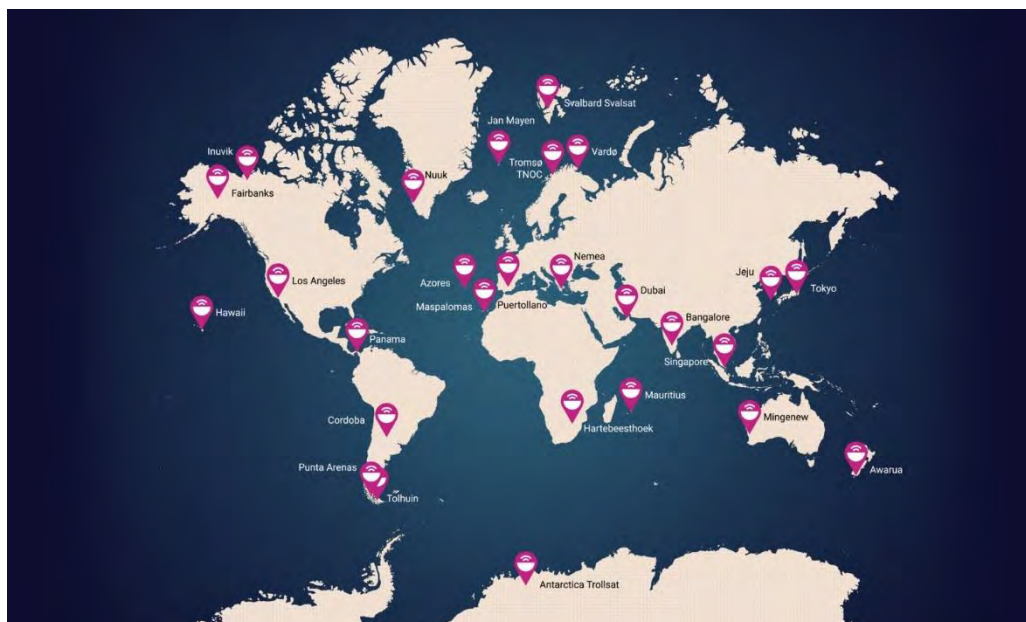 Svalbard Svalsat
Jan Mayen
Inuvik
Tromsø
TNOC
Vardø
Nuuk
Fairbanks
Nemea
Los Angeles
Azores
Jeju
Dubai
Tokyo
Maspalomas
Puertollano
Hawaii
Bangalore
Panama
Singapore
Mauritius
Mingenew
Cordoba
Hartebeesthoek
Punta Arenas
Awarua
Tolhuin
Antarctica Trollsat